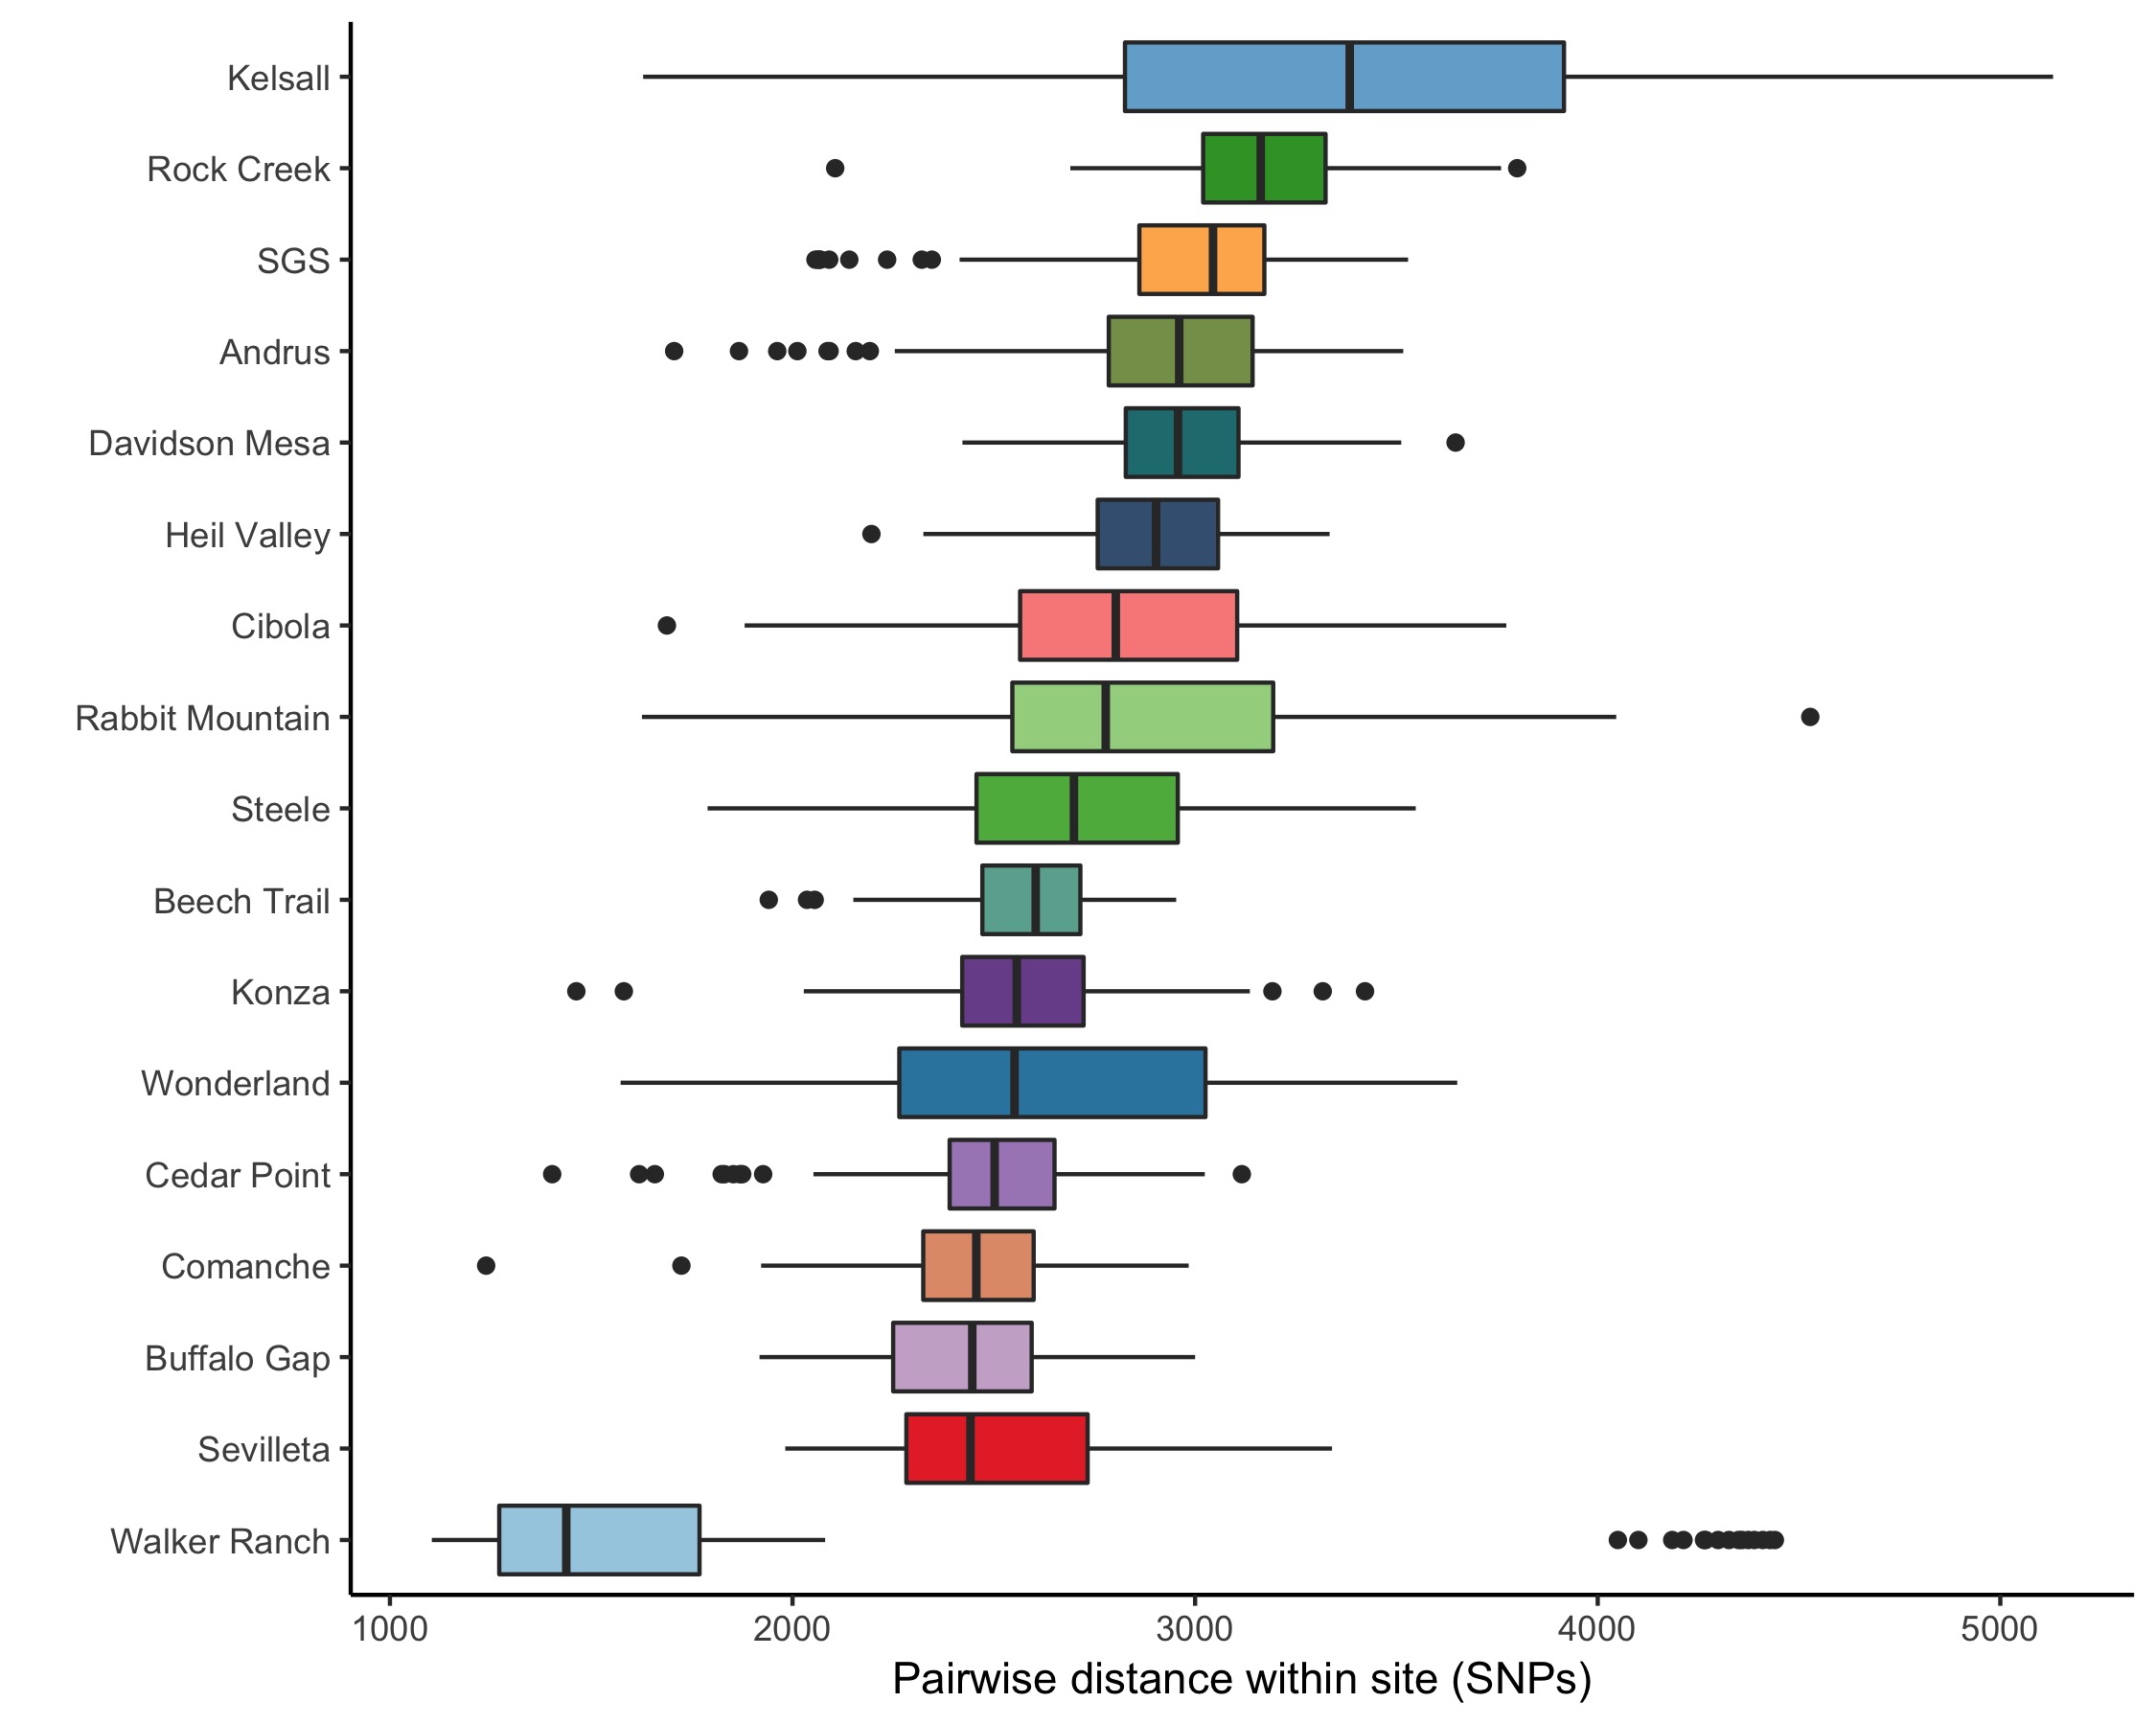 Kelsall
Rock Creek
SGS
Andrus
Davidson Mesa
Heil Valley
Cibola
Rabbit Mountain
Steele
Beech Trail
Konza
Wonderland
Cedar Point
Comanche
Buffalo Gap
Sevilleta
Walker Ranch
1000 2000 3000 4000 5000
Pairwise distance within site (SNPs)